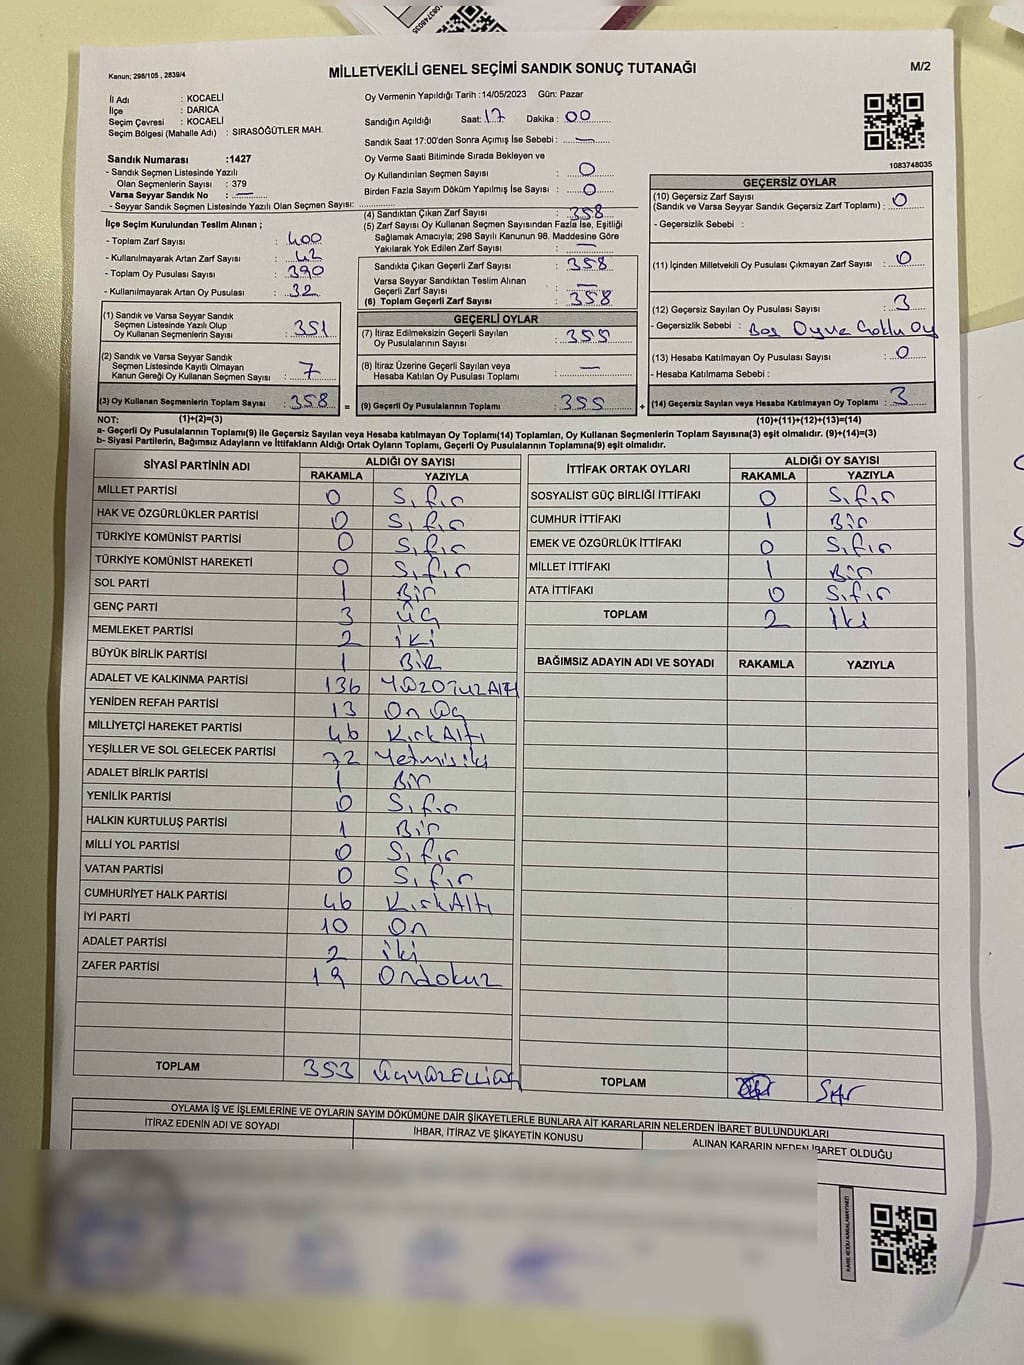 1083748035
Kanun; 298/105 , 2839/4
MİLLETVEKİLİ GENEL SEÇİMİ SANDIK SONUÇ TUTANAĞI
M/2
İl Adı : KOCAELİ
İlçe : DARICA
Seçim Çevresi : KOCAELİ
Seçim Bölgesi (Mahalle Adı) : SIRASÖĞÜTLER MAH.
Sandık Numarası :1427
- Sandık Seçmen Listesinde Yazılı
Olan Seçmenlerin Sayısı : 379
Varsa Seyyar Sandık No : —
- Seyyar Sandık Seçmen Listesinde Yazılı Olan Seçmen Sayısı:
Oy Vermenin Yapıldığı Tarih :14/05/2023 Gün: Pazar
Sandığın Açıldığı Saat: 17 Dakika : 00
Sandık Saat 17:00'den Sonra Açımış İse Sebebi : —
Oy Verme Saati Bitiminde Sırada Bekleyen ve
Oy Kullandırılan Seçmen Sayısı : 0
Birden Fazla Sayım Döküm Yapılmış İse Sayısı : 0
1083748035
İlçe Seçim Kurulundan Teslim Alınan ;
- Toplam Zarf Sayısı : 400
- Kullanılmayarak Artan Zarf Sayısı : 42
- Toplam Oy Pusulası Sayısı : 390
- Kullanılmayarak Artan Oy Pusulası : 32
(4) Sandıktan Çıkan Zarf Sayısı : 358
(5) Zarf Sayısı Oy Kullanan Seçmen Sayısından Fazla İse, Eşitliği
Sağlamak Amacıyla; 298 Sayılı Kanunun 98. Maddesine Göre
Yakılarak Yok Edilen Zarf Sayısı : —
Sandıkta Çıkan Geçerli Zarf Sayısı : 358
Varsa Seyyar Sandıktan Teslim Alınan
Geçerli Zarf Sayısı : —
(6) Toplam Geçerli Zarf Sayısı : 358
GEÇERSİZ OYLAR
(10) Geçersiz Zarf Sayısı
(Sandık ve Varsa Seyyar Sandık Geçersiz Zarf Toplamı) : 0
- Geçersizlik Sebebi :
(11) İçinden Milletvekili Oy Pusulası Çıkmayan Zarf Sayısı : 0
(12) Geçersiz Sayılan Oy Pusulası Sayısı : 3
- Geçersizlik Sebebi : Boş Oy ve Çoklu Oy
(13) Hesaba Katılmayan Oy Pusulası Sayısı : 0
- Hesaba Katılmama Sebebi :
(14) Geçersiz Sayılan veya Hesaba Katılmayan Oy Toplamı : 3
(1) Sandık ve Varsa Seyyar Sandık
Seçmen Listesinde Yazılı Olup
Oy Kullanan Seçmenlerin Sayısı : 351
(2) Sandık ve Varsa Seyyar Sandık
Seçmen Listesinde Kayıtlı Olmayan
Kanun Gereği Oy Kullanan Seçmen Sayısı : 7
(3) Oy Kullanan Seçmenlerin Toplam Sayısı : 358 =
GEÇERLİ OYLAR
(7) İtiraz Edilmeksizin Geçerli Sayılan
Oy Pusulalarının Sayısı : 355
(8) İtiraz Üzerine Geçerli Sayılan veya
Hesaba Katılan Oy Pusulası Toplamı : —
(9) Geçerli Oy Pusulalarının Toplamı : 355 +
NOT: (1)+(2)=(3)
(10)+(11)+(12)+(13)=(14)
a- Geçerli Oy Pusulalarının Toplamı(9) ile Geçersiz Sayılan veya Hesaba katılmayan Oy Toplamı(14) Toplamları, Oy Kullanan Seçmenlerin Toplam Sayısına(3) eşit olmalıdır. (9)+(14)=(3)
b- Siyasi Partilerin, Bağımsız Adayların ve İttifakların Aldığı Ortak Oyların Toplamı, Geçerli Oy Pusulalarının Toplamına(9) eşit olmalıdır.
SİYASİ PARTİNİN ADI ALDIĞI OY SAYISI
RAKAMLA YAZIYLA
MİLLET PARTİSİ 0 Sıfır
HAK VE ÖZGÜRLÜKLER PARTİSİ 0 Sıfır
TÜRKİYE KOMÜNİST PARTİSİ 0 Sıfır
TÜRKİYE KOMÜNİST HAREKETİ 0 Sıfır
SOL PARTİ 1 Bir
GENÇ PARTİ 3 üç
MEMLEKET PARTİSİ 2 iki
BÜYÜK BİRLİK PARTİSİ 1 BiR
ADALET VE KALKINMA PARTİSİ 136 YüzOTuzAltı
YENİDEN REFAH PARTİSİ 13 On Üç
MİLLİYETÇİ HAREKET PARTİSİ 46 KırkAltı
YEŞİLLER VE SOL GELECEK PARTİSİ 72 Yetmiş iki
ADALET BİRLİK PARTİSİ 1 Bir
YENİLİK PARTİSİ 0 Sıfır
HALKIN KURTULUŞ PARTİSİ 1 Bir
MİLLİ YOL PARTİSİ 0 Sıfır
VATAN PARTİSİ 0 Sıfır
CUMHURİYET HALK PARTİSİ 46 KırkAltı
İYİ PARTİ 10 On
ADALET PARTİSİ 2 iki
ZAFER PARTİSİ 19 Ondokuz
TOPLAM 353 üçyüzELLiüç
İTTİFAK ORTAK OYLARI ALDIĞI OY SAYISI
RAKAMLA YAZIYLA
SOSYALİST GÜÇ BİRLİĞİ İTTİFAKI 0 Sıfır
CUMHUR İTTİFAKI 1 Bir
EMEK VE ÖZGÜRLÜK İTTİFAKI 0 Sıfır
MİLLET İTTİFAKI 1 Bir
ATA İTTİFAKI 0 Sıfır
TOPLAM 2 İki
BAĞIMSIZ ADAYIN ADI VE SOYADI RAKAMLA YAZIYLA
TOPLAM
OYLAMA İŞ VE İŞLEMLERİNE VE OYLARIN SAYIM DÖKÜMÜNE DAİR ŞİKAYETLERLE BUNLARA AİT KARARLARIN NELERDEN İBARET BULUNDUKLARI
İTİRAZ EDENİN ADI VE SOYADI İHBAR, İTİRAZ VE ŞİKAYETİN KONUSU ALINAN KARARIN NEDEN İBARET OLDUĞU